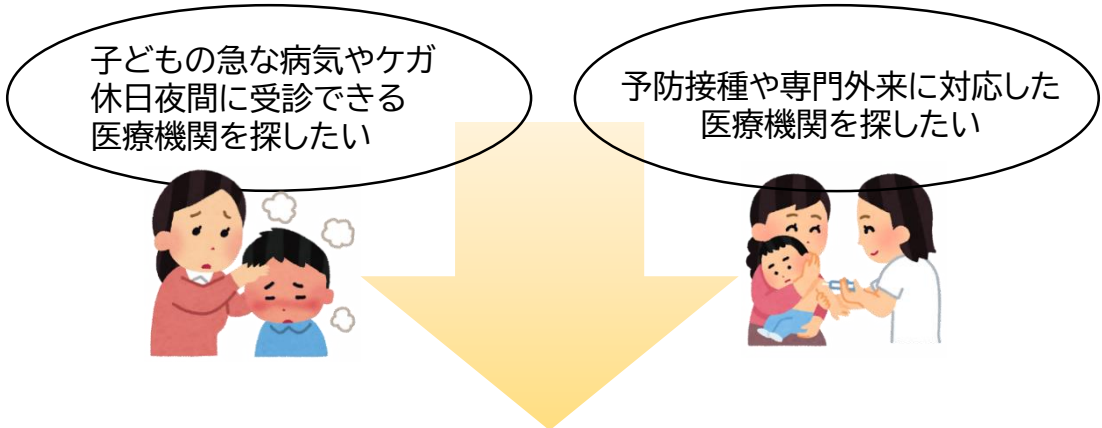 子どもの急な病気やケガ
休日夜間に受診できる
医療機関を探したい
予防接種や専門外来に対応した
医療機関を探したい